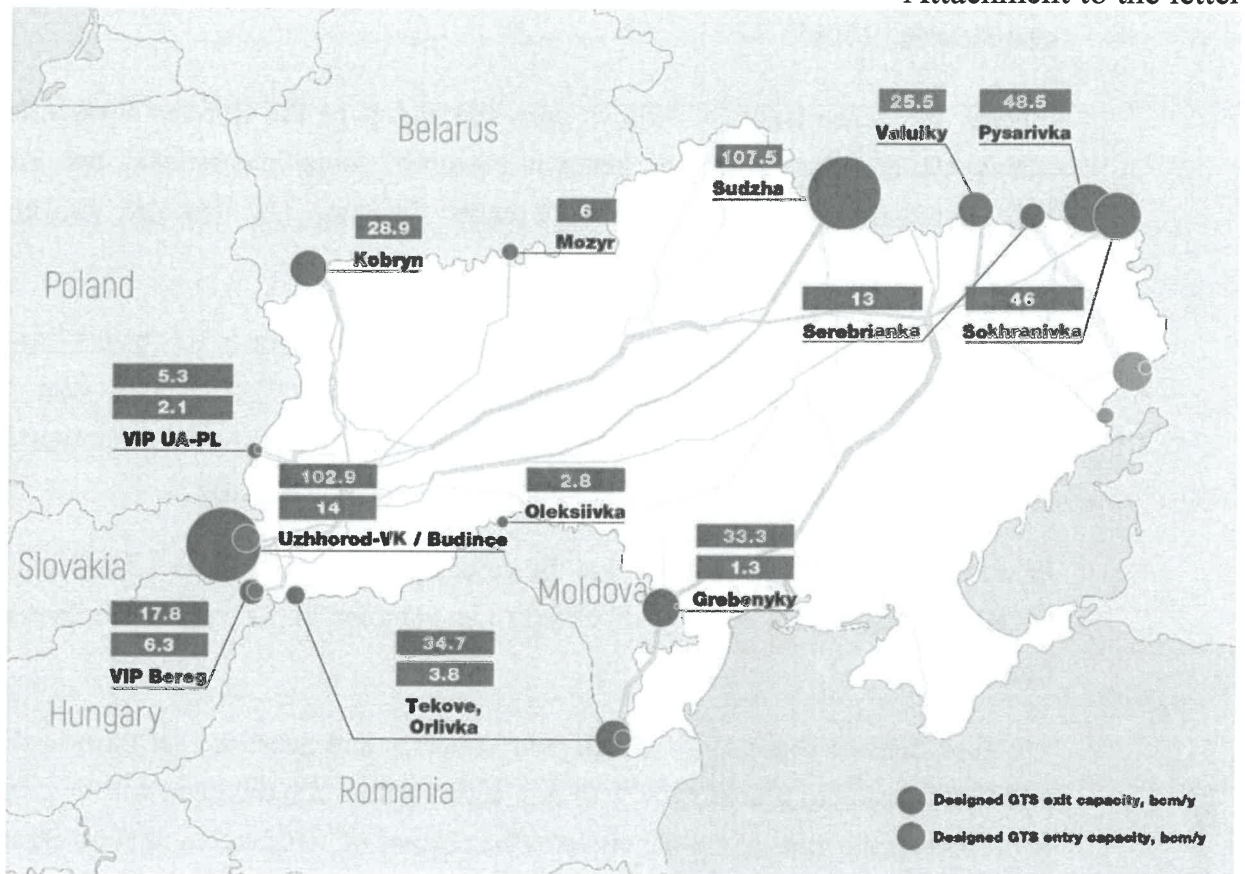 Attachment to the letter
Belarus
25.5
48.5
Valuiky
Pysarivka
107.5
Sudzha
6
Mozyr
28.9
Kobryn
Poland
13
46
Serebrianka
Sokhranivka
5.3
2.1
VIP UA-PL
102.9
14
Uzhhorod-VK / Budince
2.8
Oleksiivka
Slovakia
33.3
1.3
Grebenyky
Moldova
17.8
6.3
VIP Bereg
34.7
3.8
Tekove,
Orlivka
Hungary
Romania
Designed GTS exit capacity, bcm/y
Designed GTS entry capacity, bcm/y